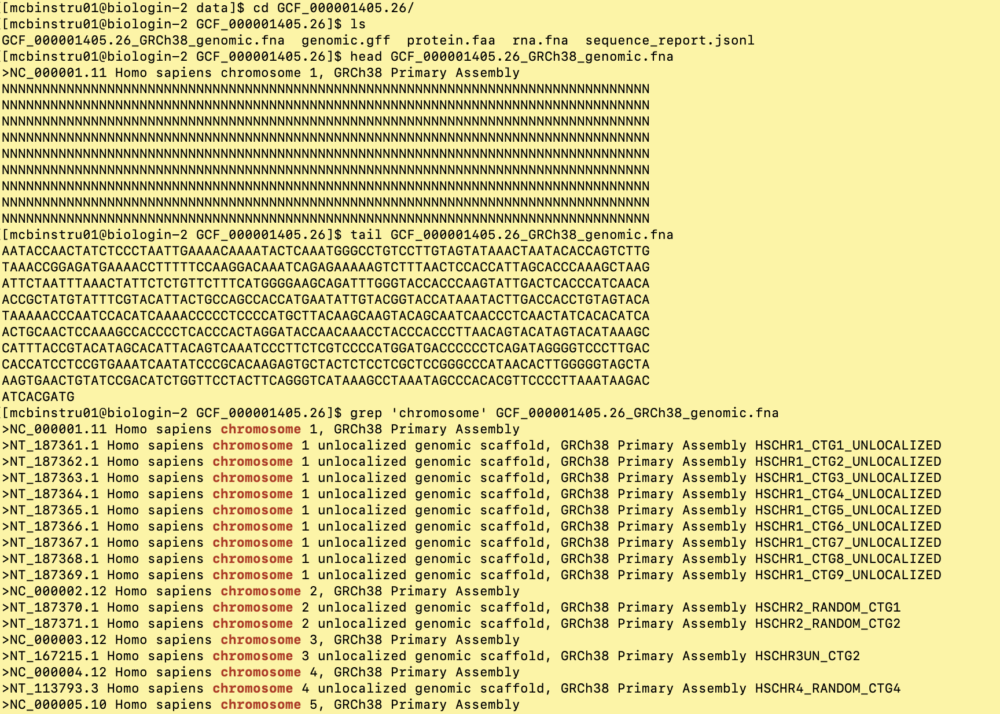 [mcbinstru01@biologin-2 data]$ cd GCF_000001405.26/
[mcbinstru01@biologin-2 GCF_000001405.26]$ ls
GCF_000001405.26_GRCh38_genomic.fna  genomic.gff  protein.faa  rna.fna  sequence_report.jsonl
[mcbinstru01@biologin-2 GCF_000001405.26]$ head GCF_000001405.26_GRCh38_genomic.fna
>NC_000001.11 Homo sapiens chromosome 1, GRCh38 Primary Assembly
NNNNNNNNNNNNNNNNNNNNNNNNNNNNNNNNNNNNNNNNNNNNNNNNNNNNNNNNNNNNNNNNNNNNNNNNNNNNNNNN
NNNNNNNNNNNNNNNNNNNNNNNNNNNNNNNNNNNNNNNNNNNNNNNNNNNNNNNNNNNNNNNNNNNNNNNNNNNNNNNN
NNNNNNNNNNNNNNNNNNNNNNNNNNNNNNNNNNNNNNNNNNNNNNNNNNNNNNNNNNNNNNNNNNNNNNNNNNNNNNNN
NNNNNNNNNNNNNNNNNNNNNNNNNNNNNNNNNNNNNNNNNNNNNNNNNNNNNNNNNNNNNNNNNNNNNNNNNNNNNNNN
NNNNNNNNNNNNNNNNNNNNNNNNNNNNNNNNNNNNNNNNNNNNNNNNNNNNNNNNNNNNNNNNNNNNNNNNNNNNNNNN
NNNNNNNNNNNNNNNNNNNNNNNNNNNNNNNNNNNNNNNNNNNNNNNNNNNNNNNNNNNNNNNNNNNNNNNNNNNNNNNN
NNNNNNNNNNNNNNNNNNNNNNNNNNNNNNNNNNNNNNNNNNNNNNNNNNNNNNNNNNNNNNNNNNNNNNNNNNNNNNNN
NNNNNNNNNNNNNNNNNNNNNNNNNNNNNNNNNNNNNNNNNNNNNNNNNNNNNNNNNNNNNNNNNNNNNNNNNNNNNNNN
NNNNNNNNNNNNNNNNNNNNNNNNNNNNNNNNNNNNNNNNNNNNNNNNNNNNNNNNNNNNNNNNNNNNNNNNNNNNNNNN
[mcbinstru01@biologin-2 GCF_000001405.26]$ tail GCF_000001405.26_GRCh38_genomic.fna
AATACCAACTATCTCCCTAATTGAAAACAAAATACTCAAATGGGCCTGTCCTTGTAGTATAAACTAATACACCAGTCTTG
TAAACCGGAGATGAAAACCTTTTTCCAAGGACAAATCAGAGAAAAAGTCTTTAACTCCACCATTAGCACCCAAAGCTAAG
ATTCTAATTTAAACTATTCTCTGTTCTTTCATGGGGAAGCAGATTTGGGTACCACCCAAGTATTGACTCACCCATCAACA
ACCGCTATGTATTTCGTACATTACTGCCAGCCACCATGAATATTGTACGGTACCATAAATACTTGACCACCTGTAGTACA
TAAAAACCCAATCCACATCAAAACCCCCTCCCCATGCTTACAAGCAAGTACAGCAATCAACCCTCAACTATCACACATCA
ACTGCAACTCCAAAGCCACCCCTCACCCACTAGGATACCAACAAACCTACCCACCCTTAACAGTACATAGTACATAAAGC
CATTTACCGTACATAGCACATTACAGTCAAATCCCTTCTCGTCCCCATGGATGACCCCCCTCAGATAGGGGTCCCTTGAC
CACCATCCTCCGTGAAATCAATATCCCGCACAAGAGTGCTACTCTCCTCGCTCCGGGCCCATAACACTTGGGGGTAGCTA
AAGTGAACTGTATCCGACATCTGGTTCCTACTTCAGGGTCATAAAGCCTAAATAGCCCACACGTTCCCCTTAAATAAGAC
ATCACGATG
[mcbinstru01@biologin-2 GCF_000001405.26]$ grep 'chromosome' GCF_000001405.26_GRCh38_genomic.fna
>NC_000001.11 Homo sapiens chromosome 1, GRCh38 Primary Assembly
>NT_187361.1 Homo sapiens chromosome 1 unlocalized genomic scaffold, GRCh38 Primary Assembly HSCHR1_CTG1_UNLOCALIZED
>NT_187362.1 Homo sapiens chromosome 1 unlocalized genomic scaffold, GRCh38 Primary Assembly HSCHR1_CTG2_UNLOCALIZED
>NT_187363.1 Homo sapiens chromosome 1 unlocalized genomic scaffold, GRCh38 Primary Assembly HSCHR1_CTG3_UNLOCALIZED
>NT_187364.1 Homo sapiens chromosome 1 unlocalized genomic scaffold, GRCh38 Primary Assembly HSCHR1_CTG4_UNLOCALIZED
>NT_187365.1 Homo sapiens chromosome 1 unlocalized genomic scaffold, GRCh38 Primary Assembly HSCHR1_CTG5_UNLOCALIZED
>NT_187366.1 Homo sapiens chromosome 1 unlocalized genomic scaffold, GRCh38 Primary Assembly HSCHR1_CTG6_UNLOCALIZED
>NT_187367.1 Homo sapiens chromosome 1 unlocalized genomic scaffold, GRCh38 Primary Assembly HSCHR1_CTG7_UNLOCALIZED
>NT_187368.1 Homo sapiens chromosome 1 unlocalized genomic scaffold, GRCh38 Primary Assembly HSCHR1_CTG8_UNLOCALIZED
>NT_187369.1 Homo sapiens chromosome 1 unlocalized genomic scaffold, GRCh38 Primary Assembly HSCHR1_CTG9_UNLOCALIZED
>NC_000002.12 Homo sapiens chromosome 2, GRCh38 Primary Assembly
>NT_187370.1 Homo sapiens chromosome 2 unlocalized genomic scaffold, GRCh38 Primary Assembly HSCHR2_RANDOM_CTG1
>NT_187371.1 Homo sapiens chromosome 2 unlocalized genomic scaffold, GRCh38 Primary Assembly HSCHR2_RANDOM_CTG2
>NC_000003.12 Homo sapiens chromosome 3, GRCh38 Primary Assembly
>NT_167215.1 Homo sapiens chromosome 3 unlocalized genomic scaffold, GRCh38 Primary Assembly HSCHR3UN_CTG2
>NC_000004.12 Homo sapiens chromosome 4, GRCh38 Primary Assembly
>NT_113793.3 Homo sapiens chromosome 4 unlocalized genomic scaffold, GRCh38 Primary Assembly HSCHR4_RANDOM_CTG4
>NC_000005.10 Homo sapiens chromosome 5, GRCh38 Primary Assembly